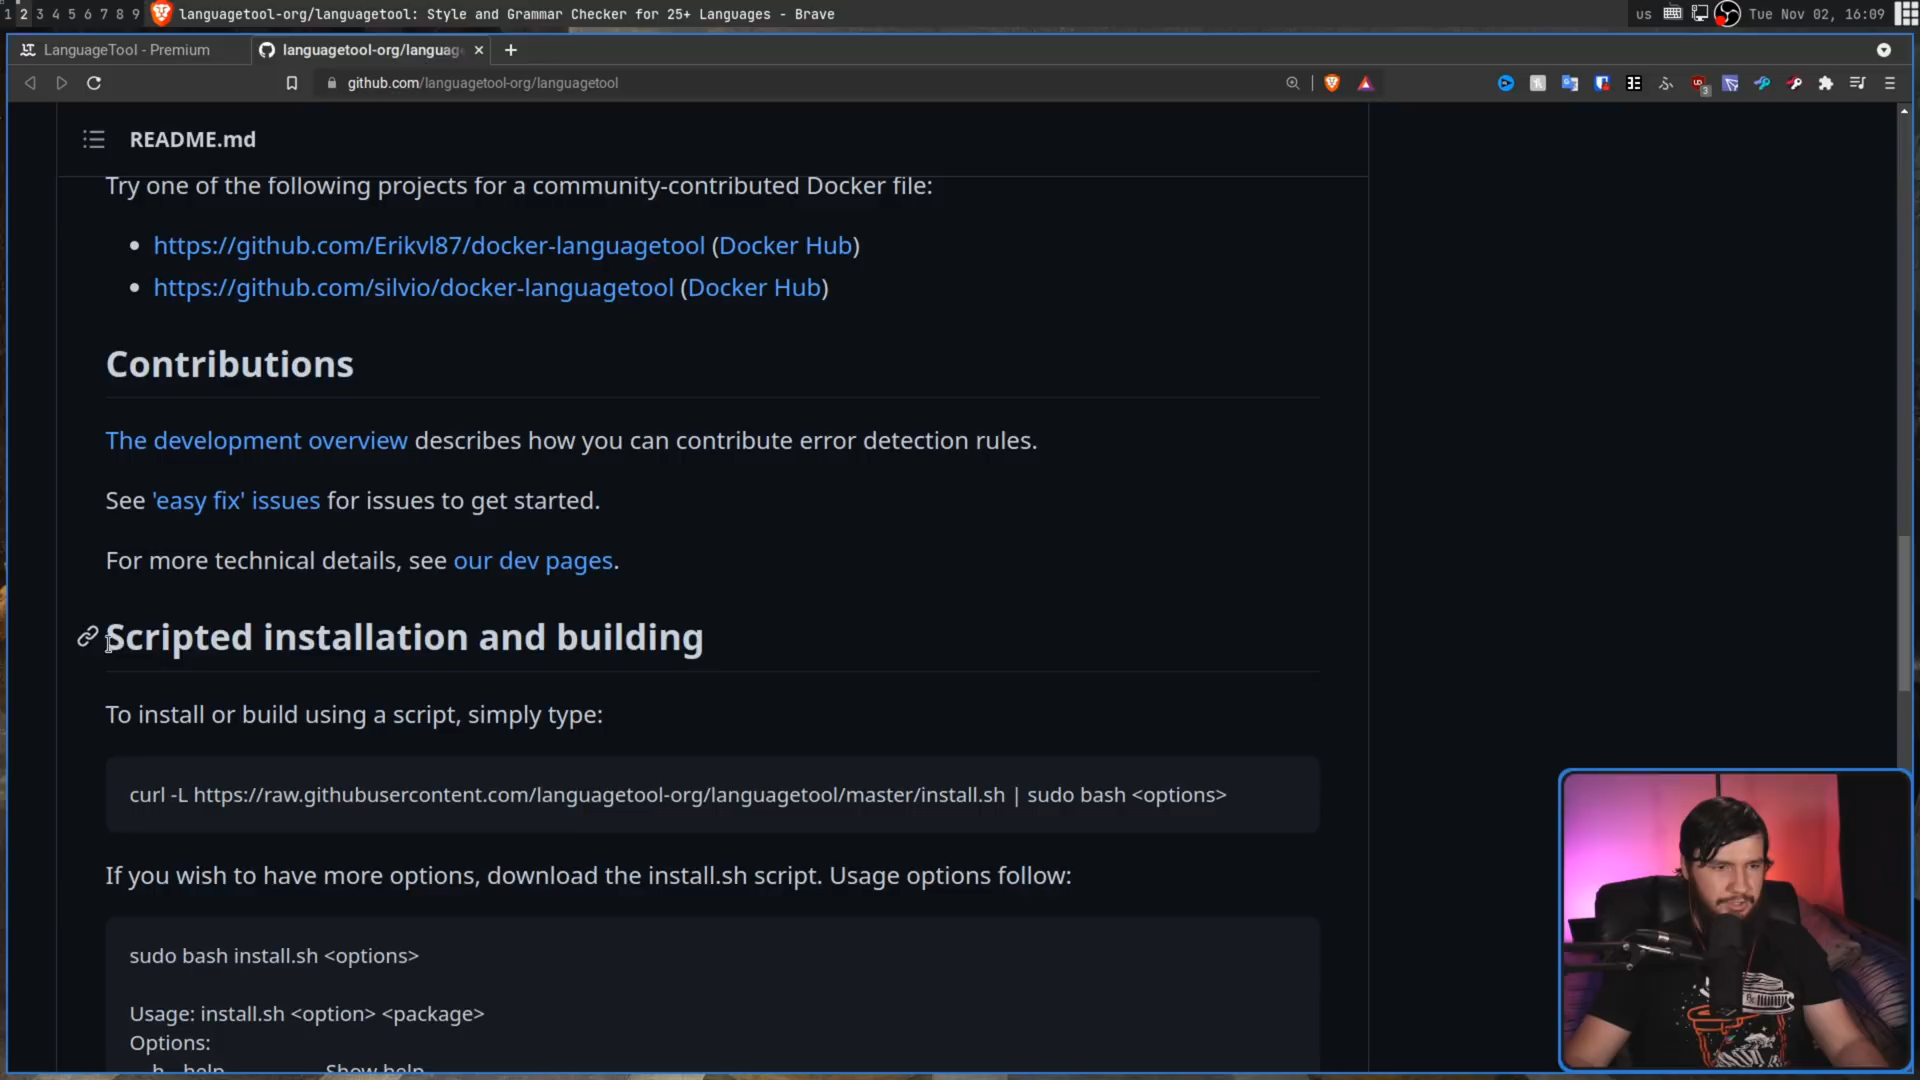 1 2 3 4 5 6 7 8 9 languagetool-org/languagetool: Style and Grammar Checker for 25+ Languages - Brave
us Tue Nov 02, 16:09
LanguageTool - Premium
languagetool-org/languag
github.com/languagetool-org/languagetool
3
README.md
Try one of the following projects for a community-contributed Docker file:
https://github.com/Erikvl87/docker-languagetool (Docker Hub)
https://github.com/silvio/docker-languagetool (Docker Hub)
Contributions
The development overview describes how you can contribute error detection rules.
See 'easy fix' issues for issues to get started.
For more technical details, see our dev pages.
Scripted installation and building
To install or build using a script, simply type:
curl -L https://raw.githubusercontent.com/languagetool-org/languagetool/master/install.sh | sudo bash <options>
If you wish to have more options, download the install.sh script. Usage options follow:
sudo bash install.sh <options>
Usage: install.sh <option> <package>
Options:
-h --help Show help